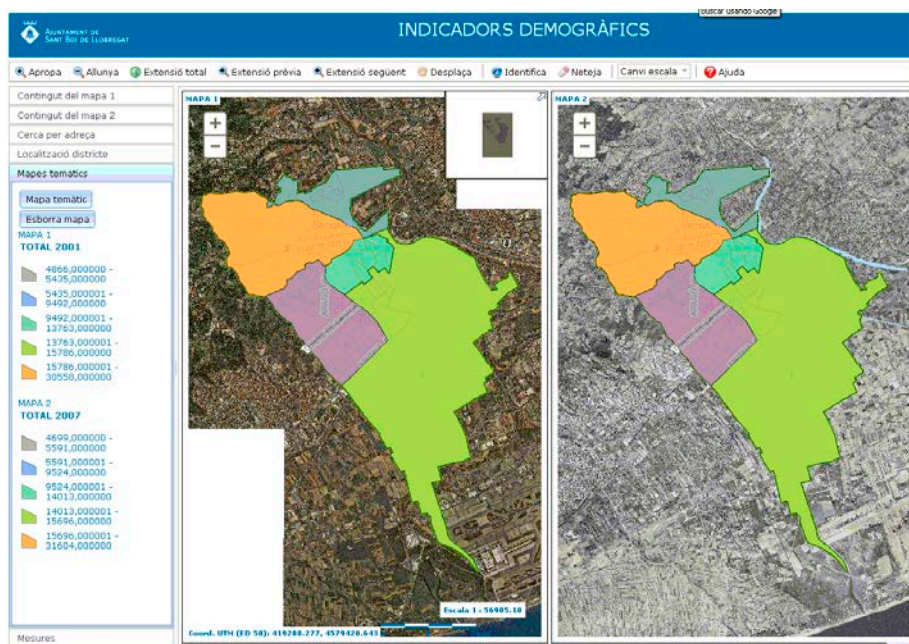 Buscar usando Google
AJUNTAMENT DE
SANT BOI DE LLOBREGAT
INDICADORS DEMOGRÀFICS
Apropa Allunya Extensió total Extensió prèvia Extensió següent Desplaça Identifica Neteja Canvi escala Ajuda
Contingut del mapa 1
Contingut del mapa 2
Cerca per adreça
Localització districte
Mapes temàtics
Mapa temàtic
Esborra mapa
MAPA 1
TOTAL 2001
4866,000000 -
5435,000000
5435,000001 -
9492,000000
9492,000001 -
13763,000000
13763,000001 -
15786,000000
15786,000001 -
30558,000000
MAPA 2
TOTAL 2007
4699,000000 -
5591,000000
5591,000001 -
9524,000000
9524,000001 -
14013,000000
14013,000001 -
15696,000000
15696,000001 -
31604,000000
Mesures
MAPA 1
+
−
Escala 1 : 56905.10
Coord. UTM (ED 50): 419208.277, 4579420.643
MAPA 2
+
−